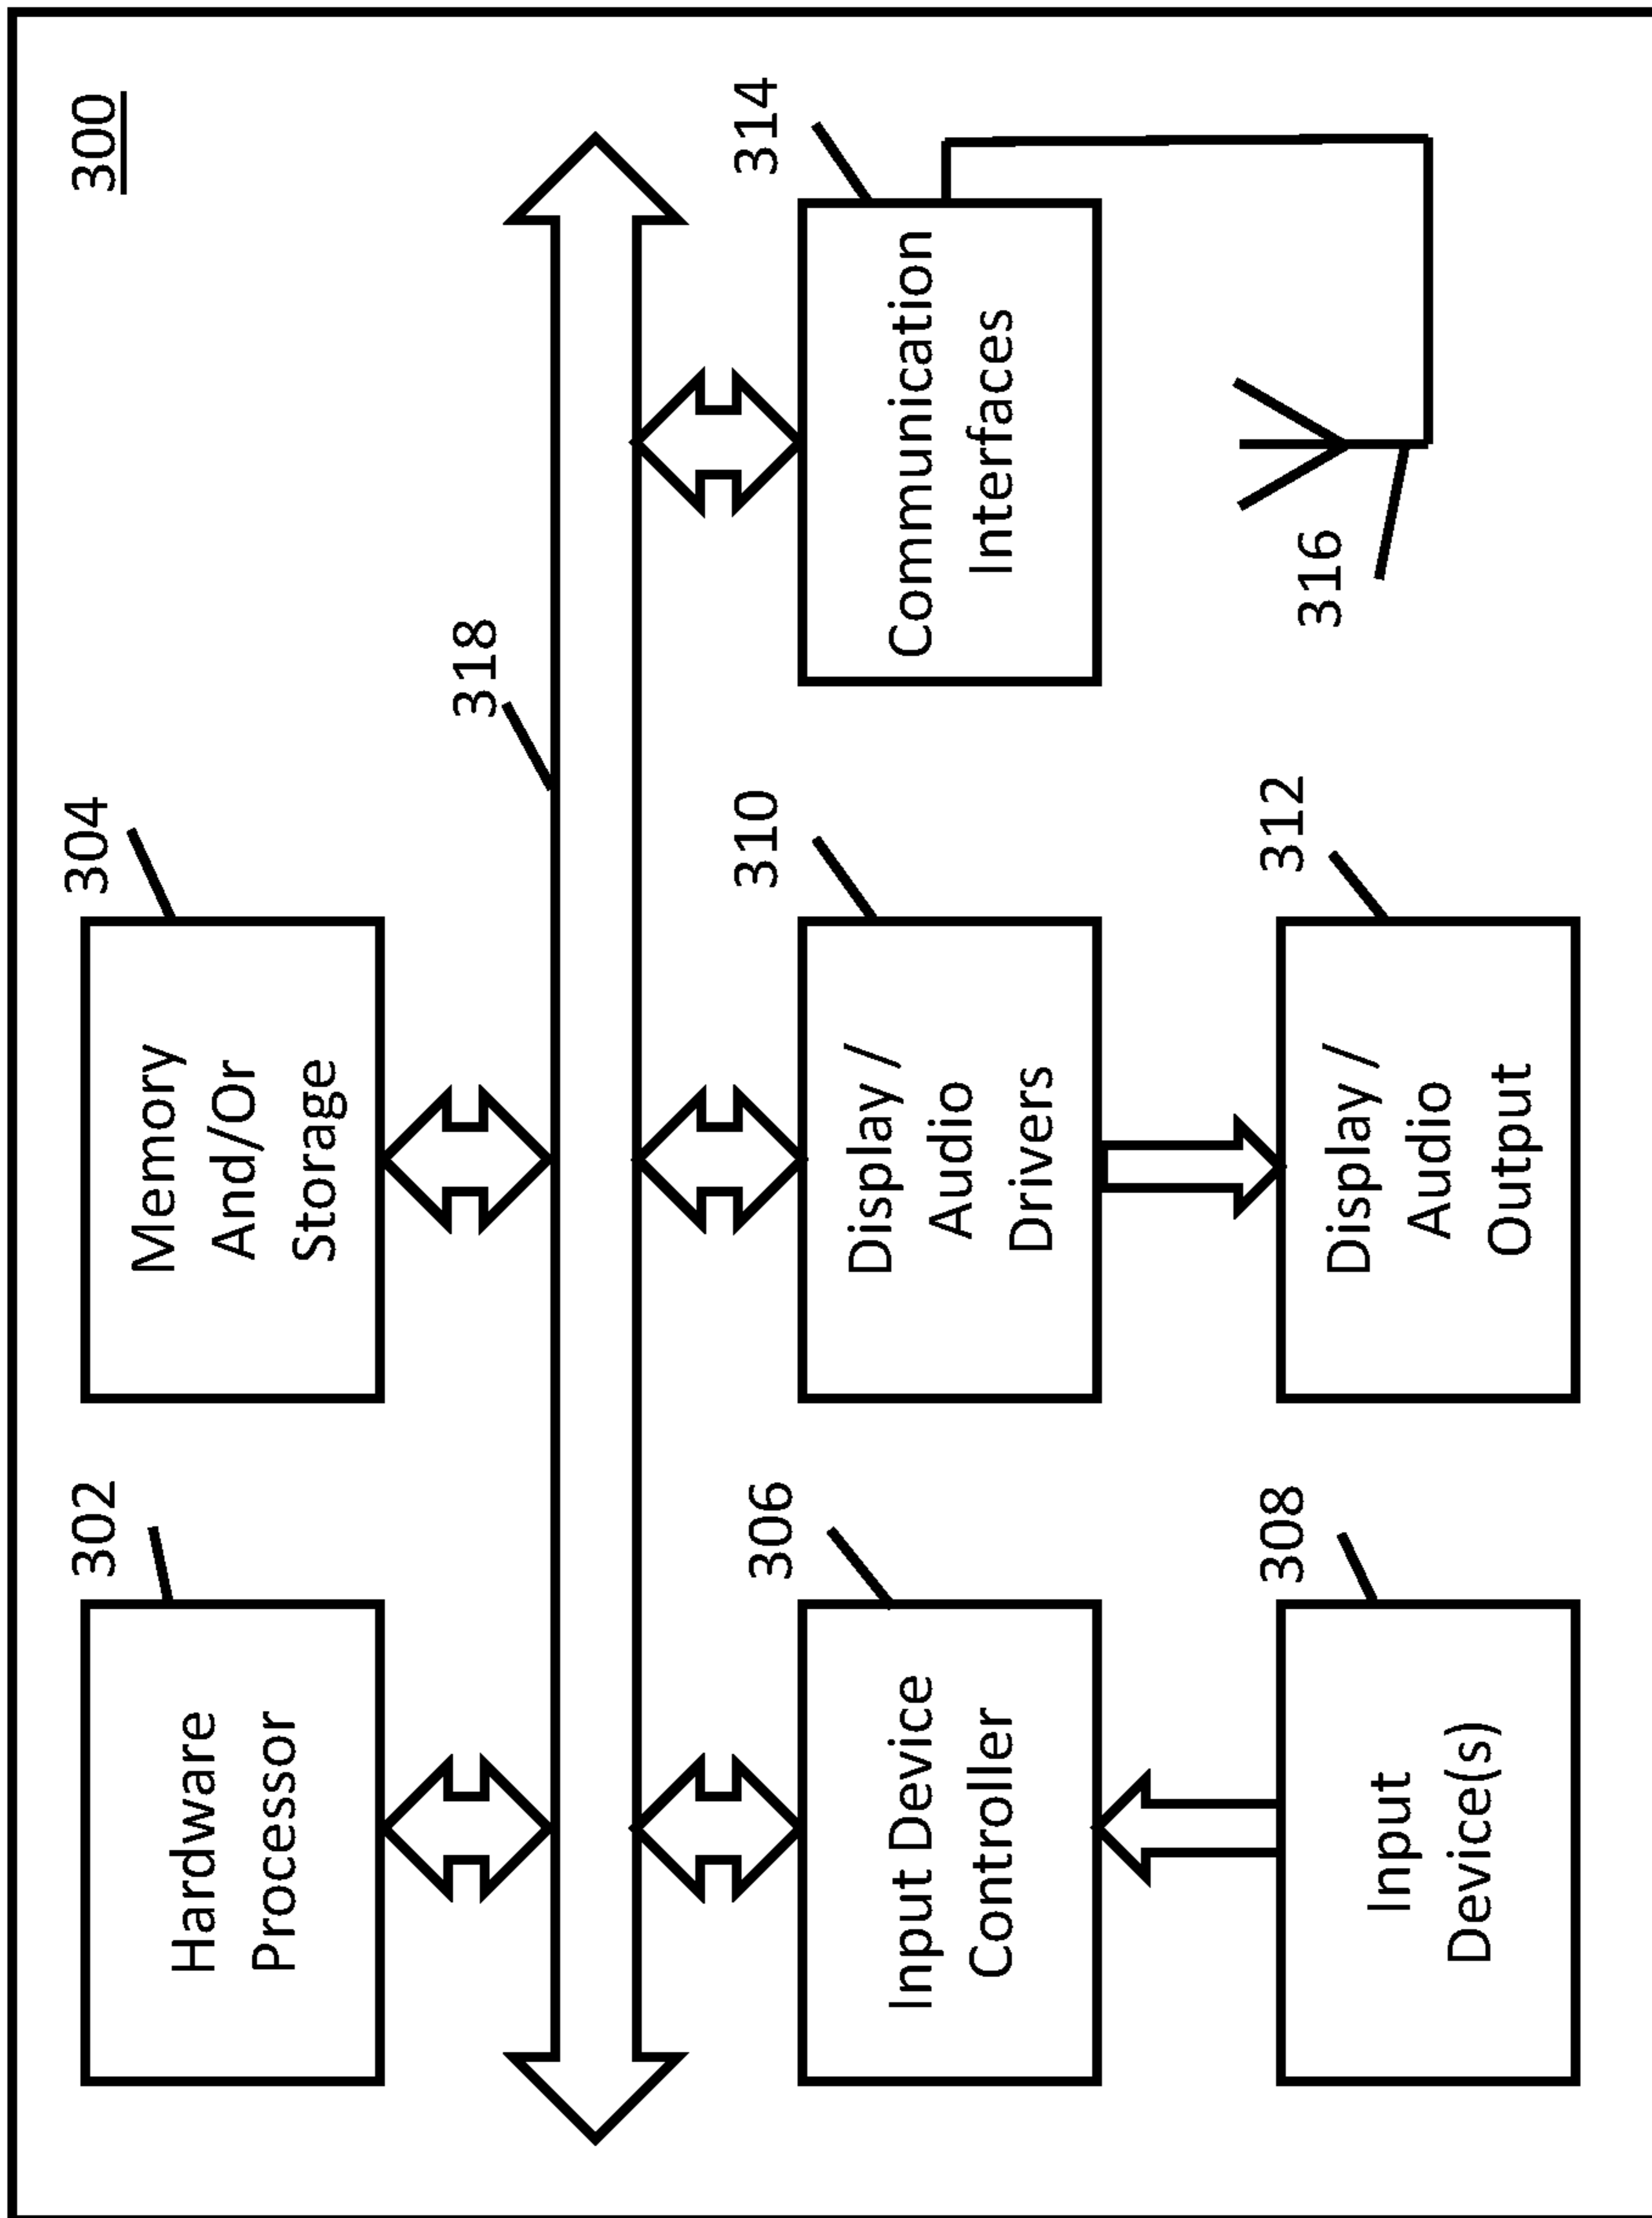 300
302
Hardware
Processor
304
Memory
And/Or
Storage
318
306
Input Device
Controller
310
Display /
Audio
Drivers
314
Communication
Interfaces
308
Input
Device(s)
312
Display /
Audio
Output
316